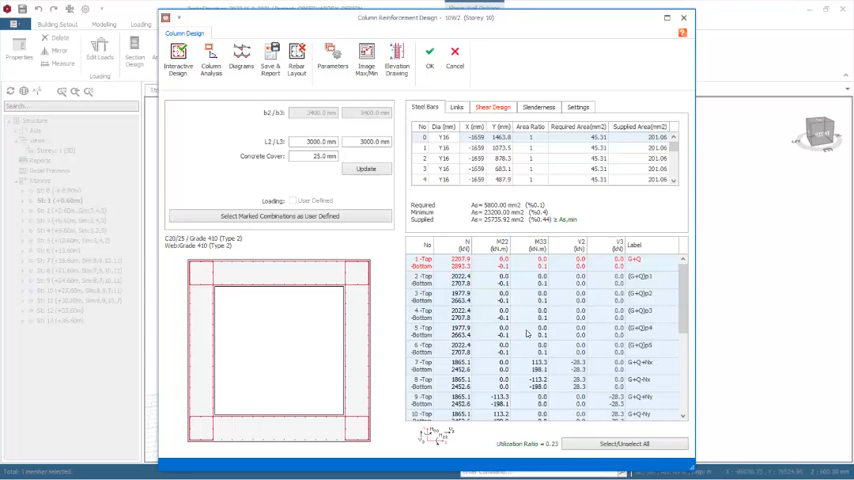 Column Reinforcement Design - 10W2 (Storey 10)
Building Setout
Modelling
Column Design
Delete
Mirror
Measure
Properties
Edit Loads
Section
Design
Loading
Interactive
Design
Column
Analysis
Diagrams
Save &
Report
Rebar
Layout
Parameters
Image
Max/Min
Elevation
Drawing
OK
Cancel
Search...
Structure
Views
Storey: 1 (3D)
Reports
b2 / b3:
3400.0 mm
3400.0 mm
L2 / L3:
3000.0 mm
3000.0 mm
Concrete Cover:
25.0 mm
Update
Loading:
User Defined
Select Marked Combinations as User Defined
C20/25 / Grade 410 (Type 2)
Web:Grade 410 (Type 2)
Steel Bars
Links
Shear Design
Slenderness
Settings
No Dia (mm) X (mm) Y (mm) Area Ratio Required Area(mm2) Supplied Area(mm2)
0 Y16 -1659 1463.8 1 45.31 201.06
1 Y16 -1659 1073.5 1 45.31 201.06
2 Y16 -1659 878.3 1 45.31 201.06
3 Y16 -1659 683.1 1 45.31 201.06
4 Y16 -1659 487.9 1 45.31 201.06
Required As= 5800.00 mm2 (%0.1)
Minimum As= 23200.00 mm2 (%0.4)
Supplied As= 25735.92 mm2 (%0.44) ≥ As,min
No N (kN) M22 (kN.m) M33 (kN.m) V2 (kN) V3 (kN) Label
1 -Top 2207.9 0.0 0.0 0.0 0.0 G+Q
-Bottom 2893.3 -0.1 0.1 0.0 0.0
2 -Top 2022.4 0.0 0.0 0.0 0.0 (G+Q)p1
-Bottom 2707.8 -0.1 0.1 0.0 0.0
3 -Top 1977.9 0.0 0.0 0.0 0.0 (G+Q)p2
-Bottom 2663.4 -0.1 0.1 0.0 0.0
4 -Top 2022.4 0.0 0.0 0.0 0.0 (G+Q)p3
-Bottom 2707.8 -0.1 0.1 0.0 0.0
5 -Top 1977.9 0.0 0.0 0.0 0.0 (G+Q)p4
-Bottom 2663.4 -0.1 0.1 0.0 0.0
6 -Top 2022.4 0.0 0.0 0.0 0.0 (G+Q)p5
-Bottom 2707.8 -0.1 0.1 0.0 0.0
7 -Top 1865.1 0.0 113.3 -28.3 0.0 G+Q+Nx
-Bottom 2452.6 -0.1 198.1 -28.3 0.0
8 -Top 1865.1 0.0 -113.2 28.3 0.0 G+Q-Nx
-Bottom 2452.6 -0.1 -198.0 28.3 0.0
9 -Top 1865.1 -113.3 0.0 0.0 28.3 G+Q+Ny
-Bottom 2452.6 -198.1 0.1 0.0 28.3
10 -Top 1865.1 113.2 0.0 0.0 -28.3 G+Q-Ny
Utilization Ratio = 0.23
Select/Unselect All
Total: 1 member selected.